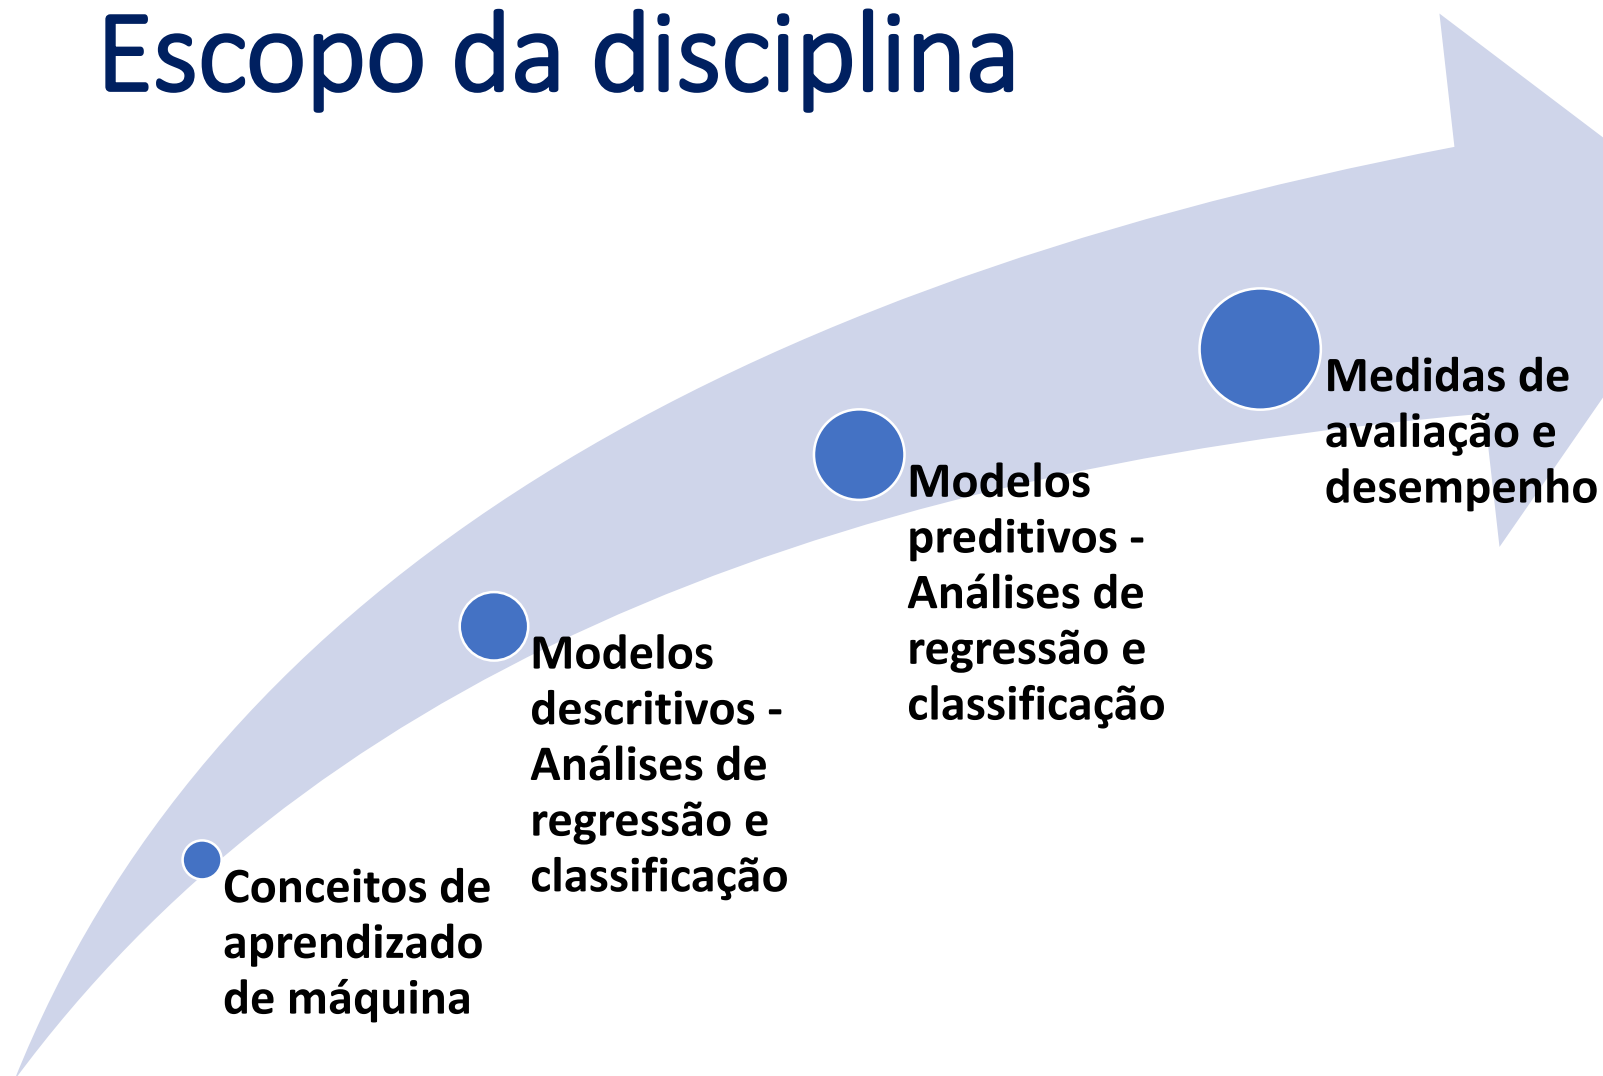 Escopo da disciplina
Conceitos de
aprendizado
de máquina
Modelos
descritivos -
Análises de
regressão e
classificação
Modelos
preditivos -
Análises de
regressão e
classificação
Medidas de
avaliação e
desempenho